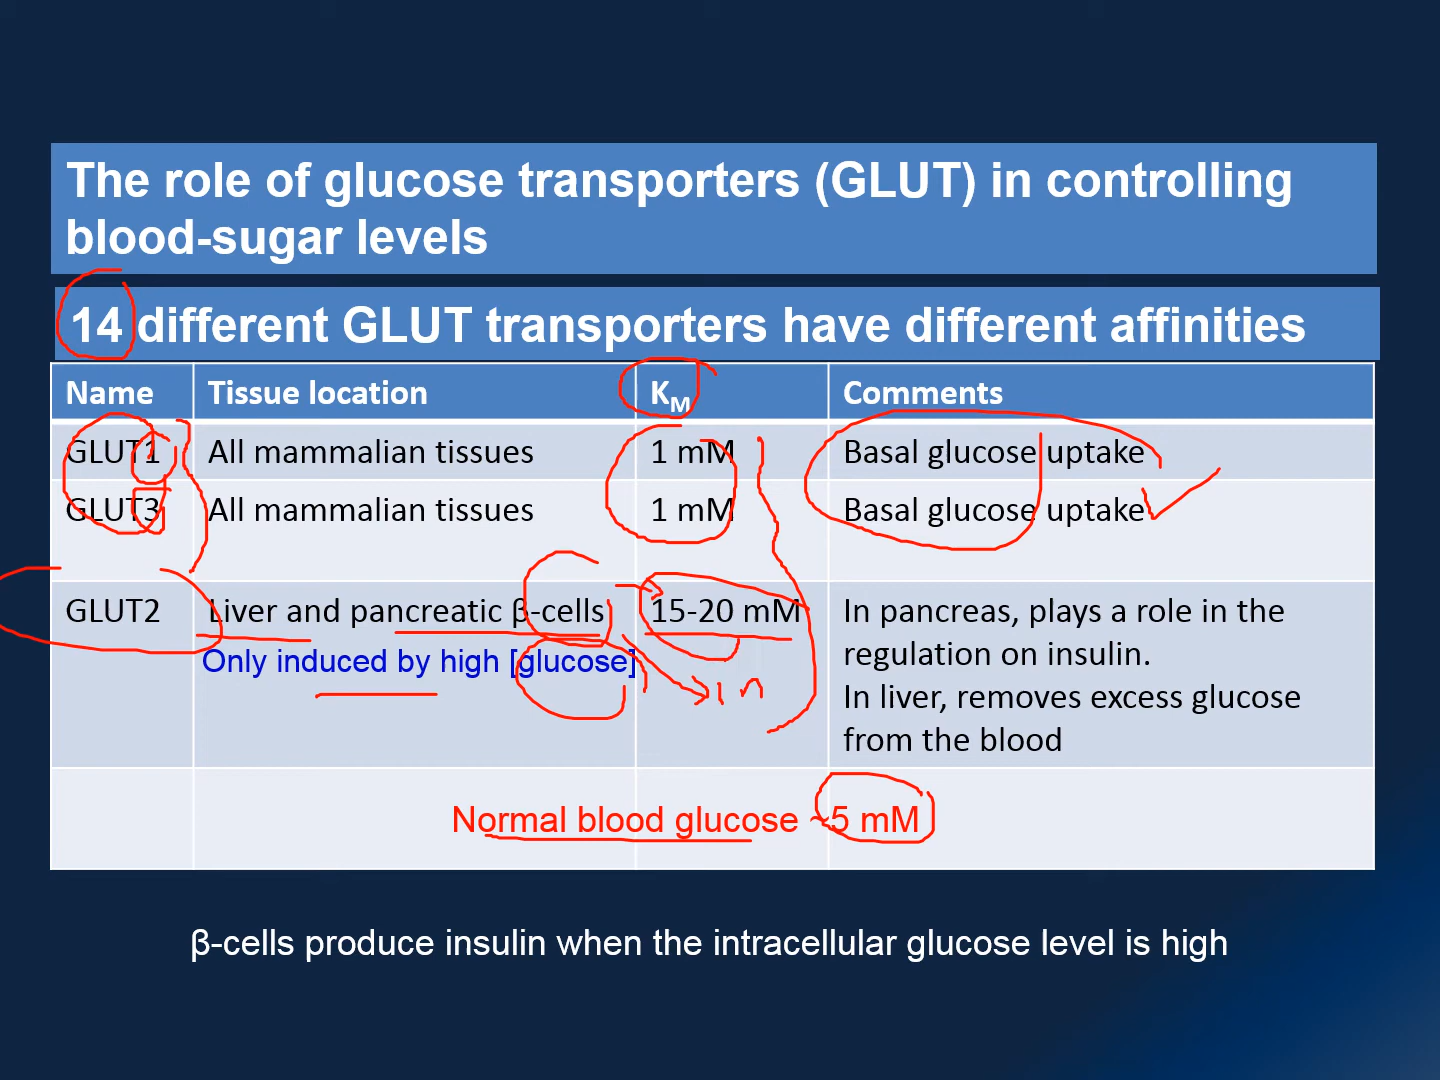 The role of glucose transporters (GLUT) in controlling
blood-sugar levels
14 different GLUT transporters have different affinities
Name Tissue location KM Comments
GLUT1 All mammalian tissues 1 mM Basal glucose uptake
GLUT3 All mammalian tissues 1 mM Basal glucose uptake
GLUT2 Liver and pancreatic β-cells 15-20 mM In pancreas, plays a role in the
regulation on insulin.
Only induced by high [glucose]
In
In liver, removes excess glucose
from the blood
Normal blood glucose ~5 mM
β-cells produce insulin when the intracellular glucose level is high